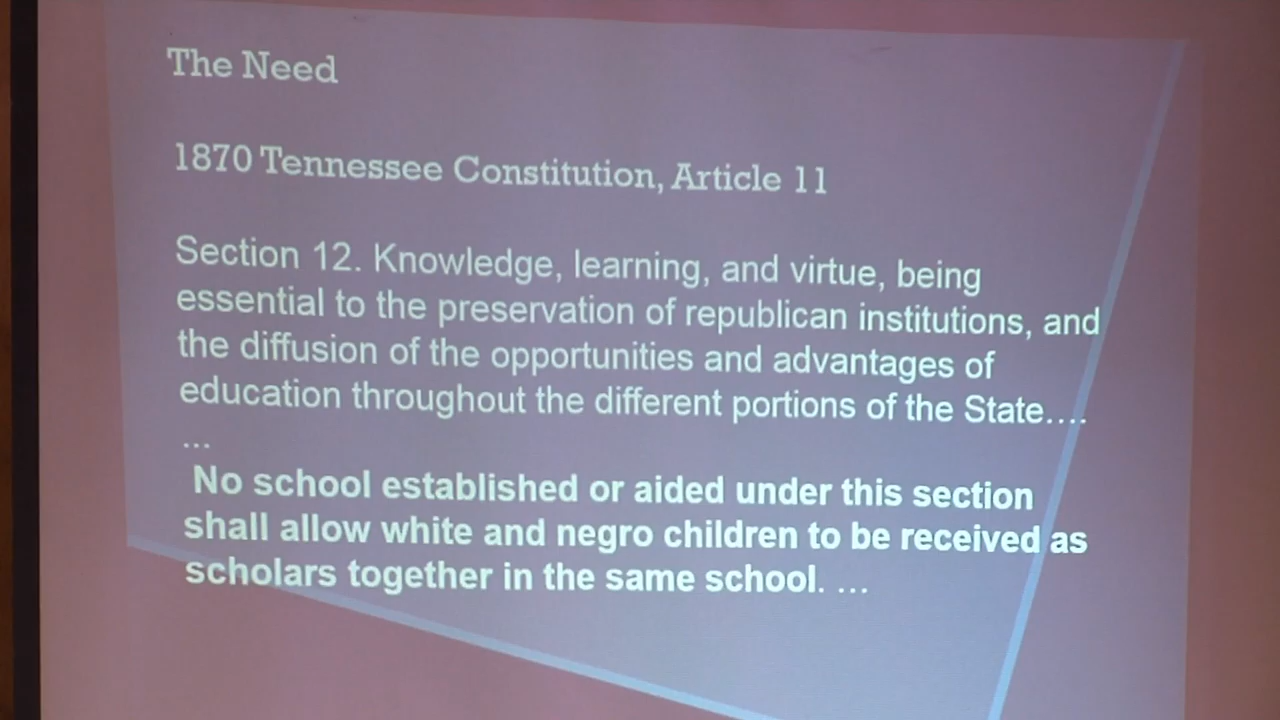 The Need
1870 Tennessee Constitution, Article 11
Section 12. Knowledge, learning, and virtue, being
essential to the preservation of republican institutions, and
the diffusion of the opportunities and advantages of
education throughout the different portions of the State....
...
No school established or aided under this section
shall allow white and negro children to be received as
scholars together in the same school. ...